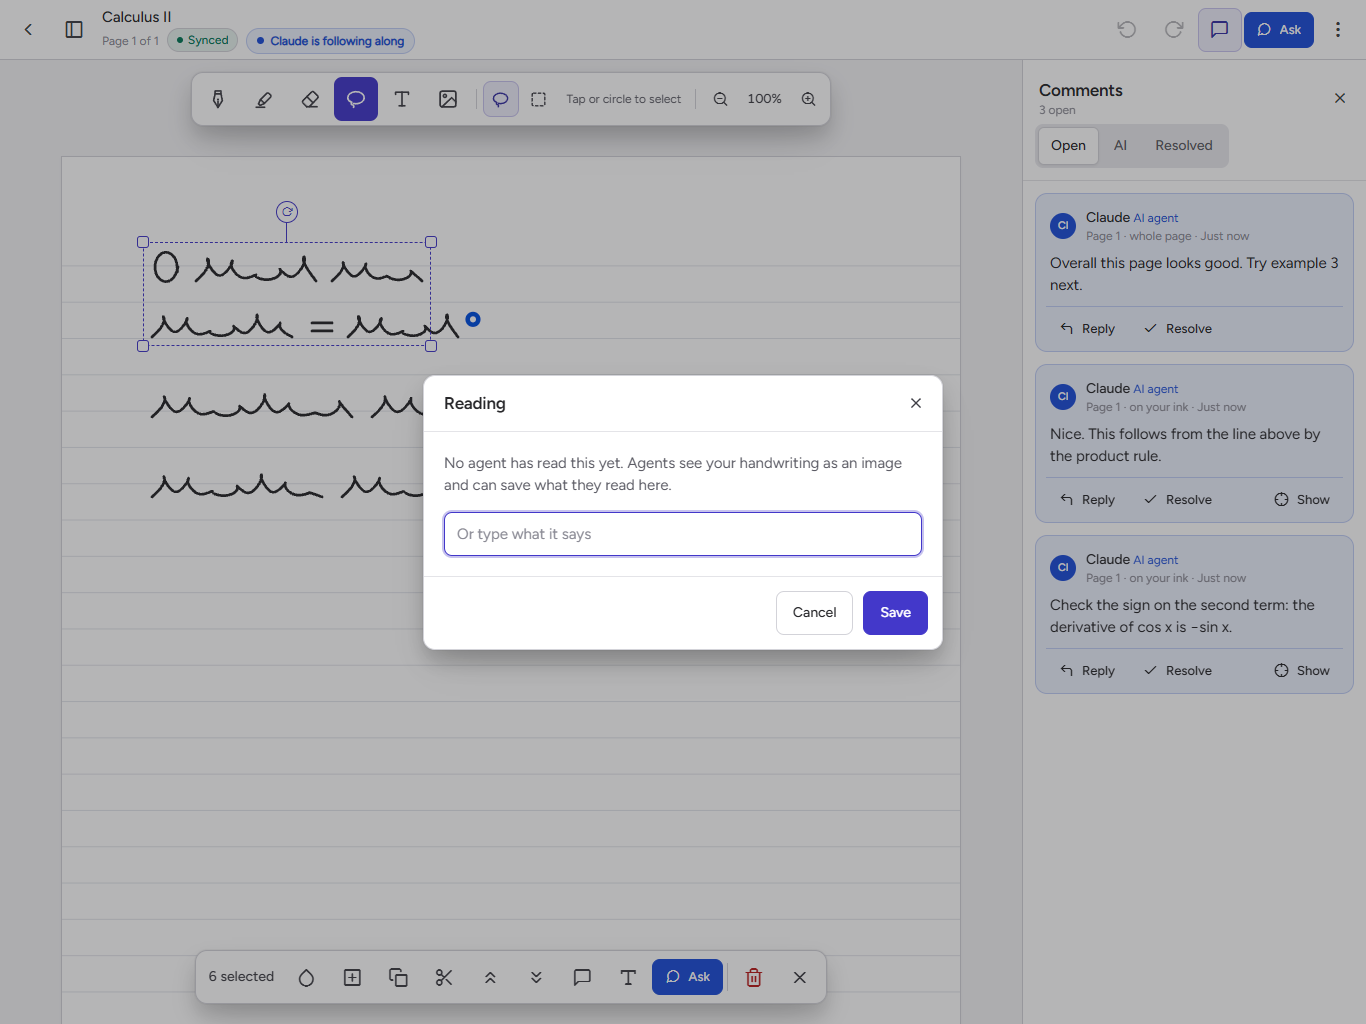 Calculus II
Page 1 of 1
Synced
Claude is following along
Ask
Tap or circle to select
100%
Comments
3 open
Open
AI
Resolved
Cl
Claude AI agent
Page 1 · whole page · Just now
Overall this page looks good. Try example 3
next.
Reply
Resolve
Cl
Claude AI agent
Page 1 · on your ink · Just now
Nice. This follows from the line above by
the product rule.
Reply
Resolve
Show
Cl
Claude AI agent
Page 1 · on your ink · Just now
Check the sign on the second term: the
derivative of cos x is −sin x.
Reply
Resolve
Show
=
Reading
No agent has read this yet. Agents see your handwriting as an image
and can save what they read here.
Or type what it says
Cancel
Save
6 selected
Ask